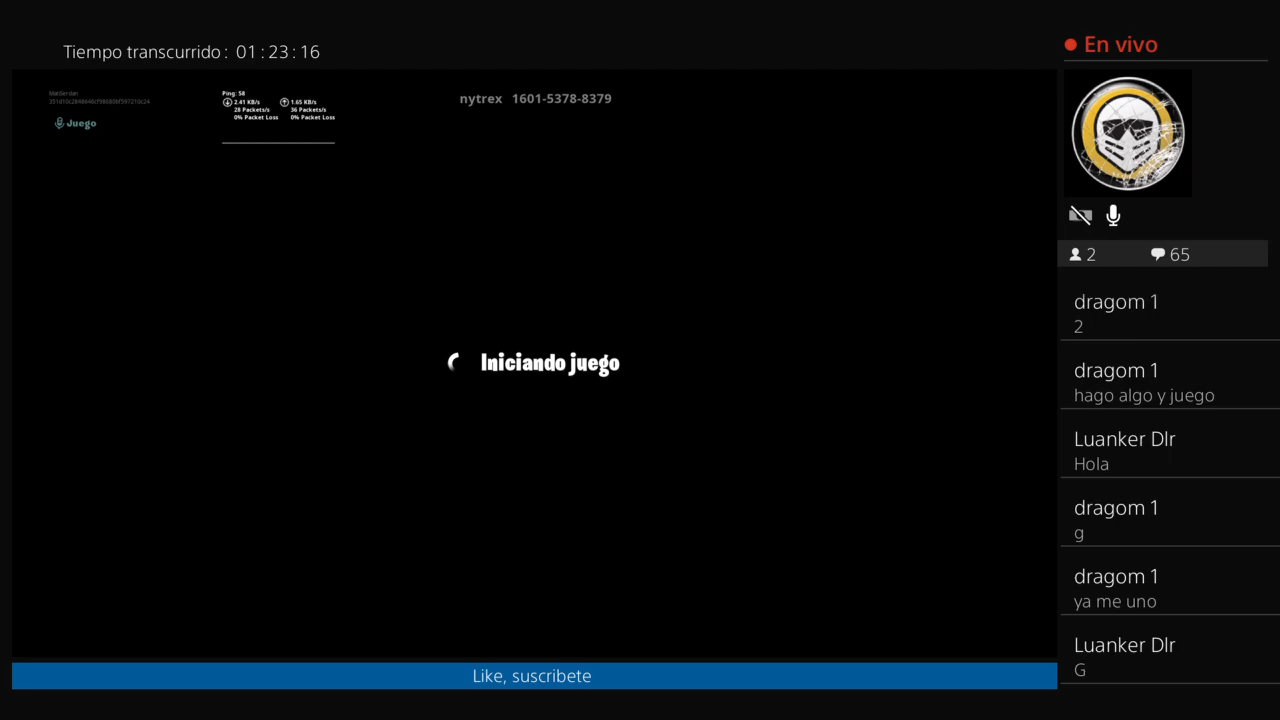 Tiempo transcurrido : 01 : 23 : 16
En vivo
Ping: 58
2.41 KB/s
28 Packets/s
0% Packet Loss
1.65 KB/s
36 Packets/s
0% Packet Loss
nytrex 1601-5378-8379
Juego
2
65
dragom 1
2
dragom 1
hago algo y juego
Luanker Dlr
Hola
dragom 1
g
dragom 1
ya me uno
Luanker Dlr
G
Iniciando juego
Like, suscribete